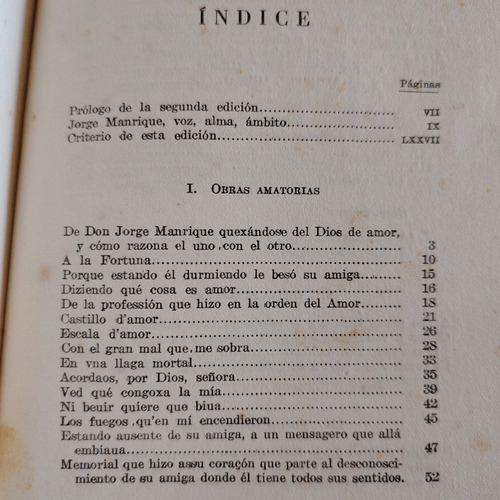 ÍNDICE
Páginas
Prólogo de la segunda edición.................... VII
Jorge Manrique, voz, alma, ámbito.................... IX
Criterio de esta edición.................... LXXVII
I. OBRAS AMATORIAS
De Don Jorge Manrique quexándose del Dios de amor,
y cómo razona el uno con el otro.................... 3
A la Fortuna.................... 10
Porque estando él durmiendo le besó su amiga.................... 15
Diziendo qué cosa es amor.................... 16
De la professión que hizo en la orden del Amor.................... 18
Castillo d'amor.................... 21
Escala d'amor.................... 26
Con el gran mal que me sobra.................... 28
En vna llaga mortal.................... 33
Acordaos, por Dios, señora.................... 35
Ved qué congoxa la mía.................... 39
Ni beuir quiere que biua.................... 42
Los fuegos qu'en mí encendieron.................... 45
Estando ausente de su amiga, a un mensagero que allá
embiaua.................... 47
Memorial que hizo a su coraçón que parte al desconosci-
miento de su amiga donde él tiene todos sus sentidos. 52